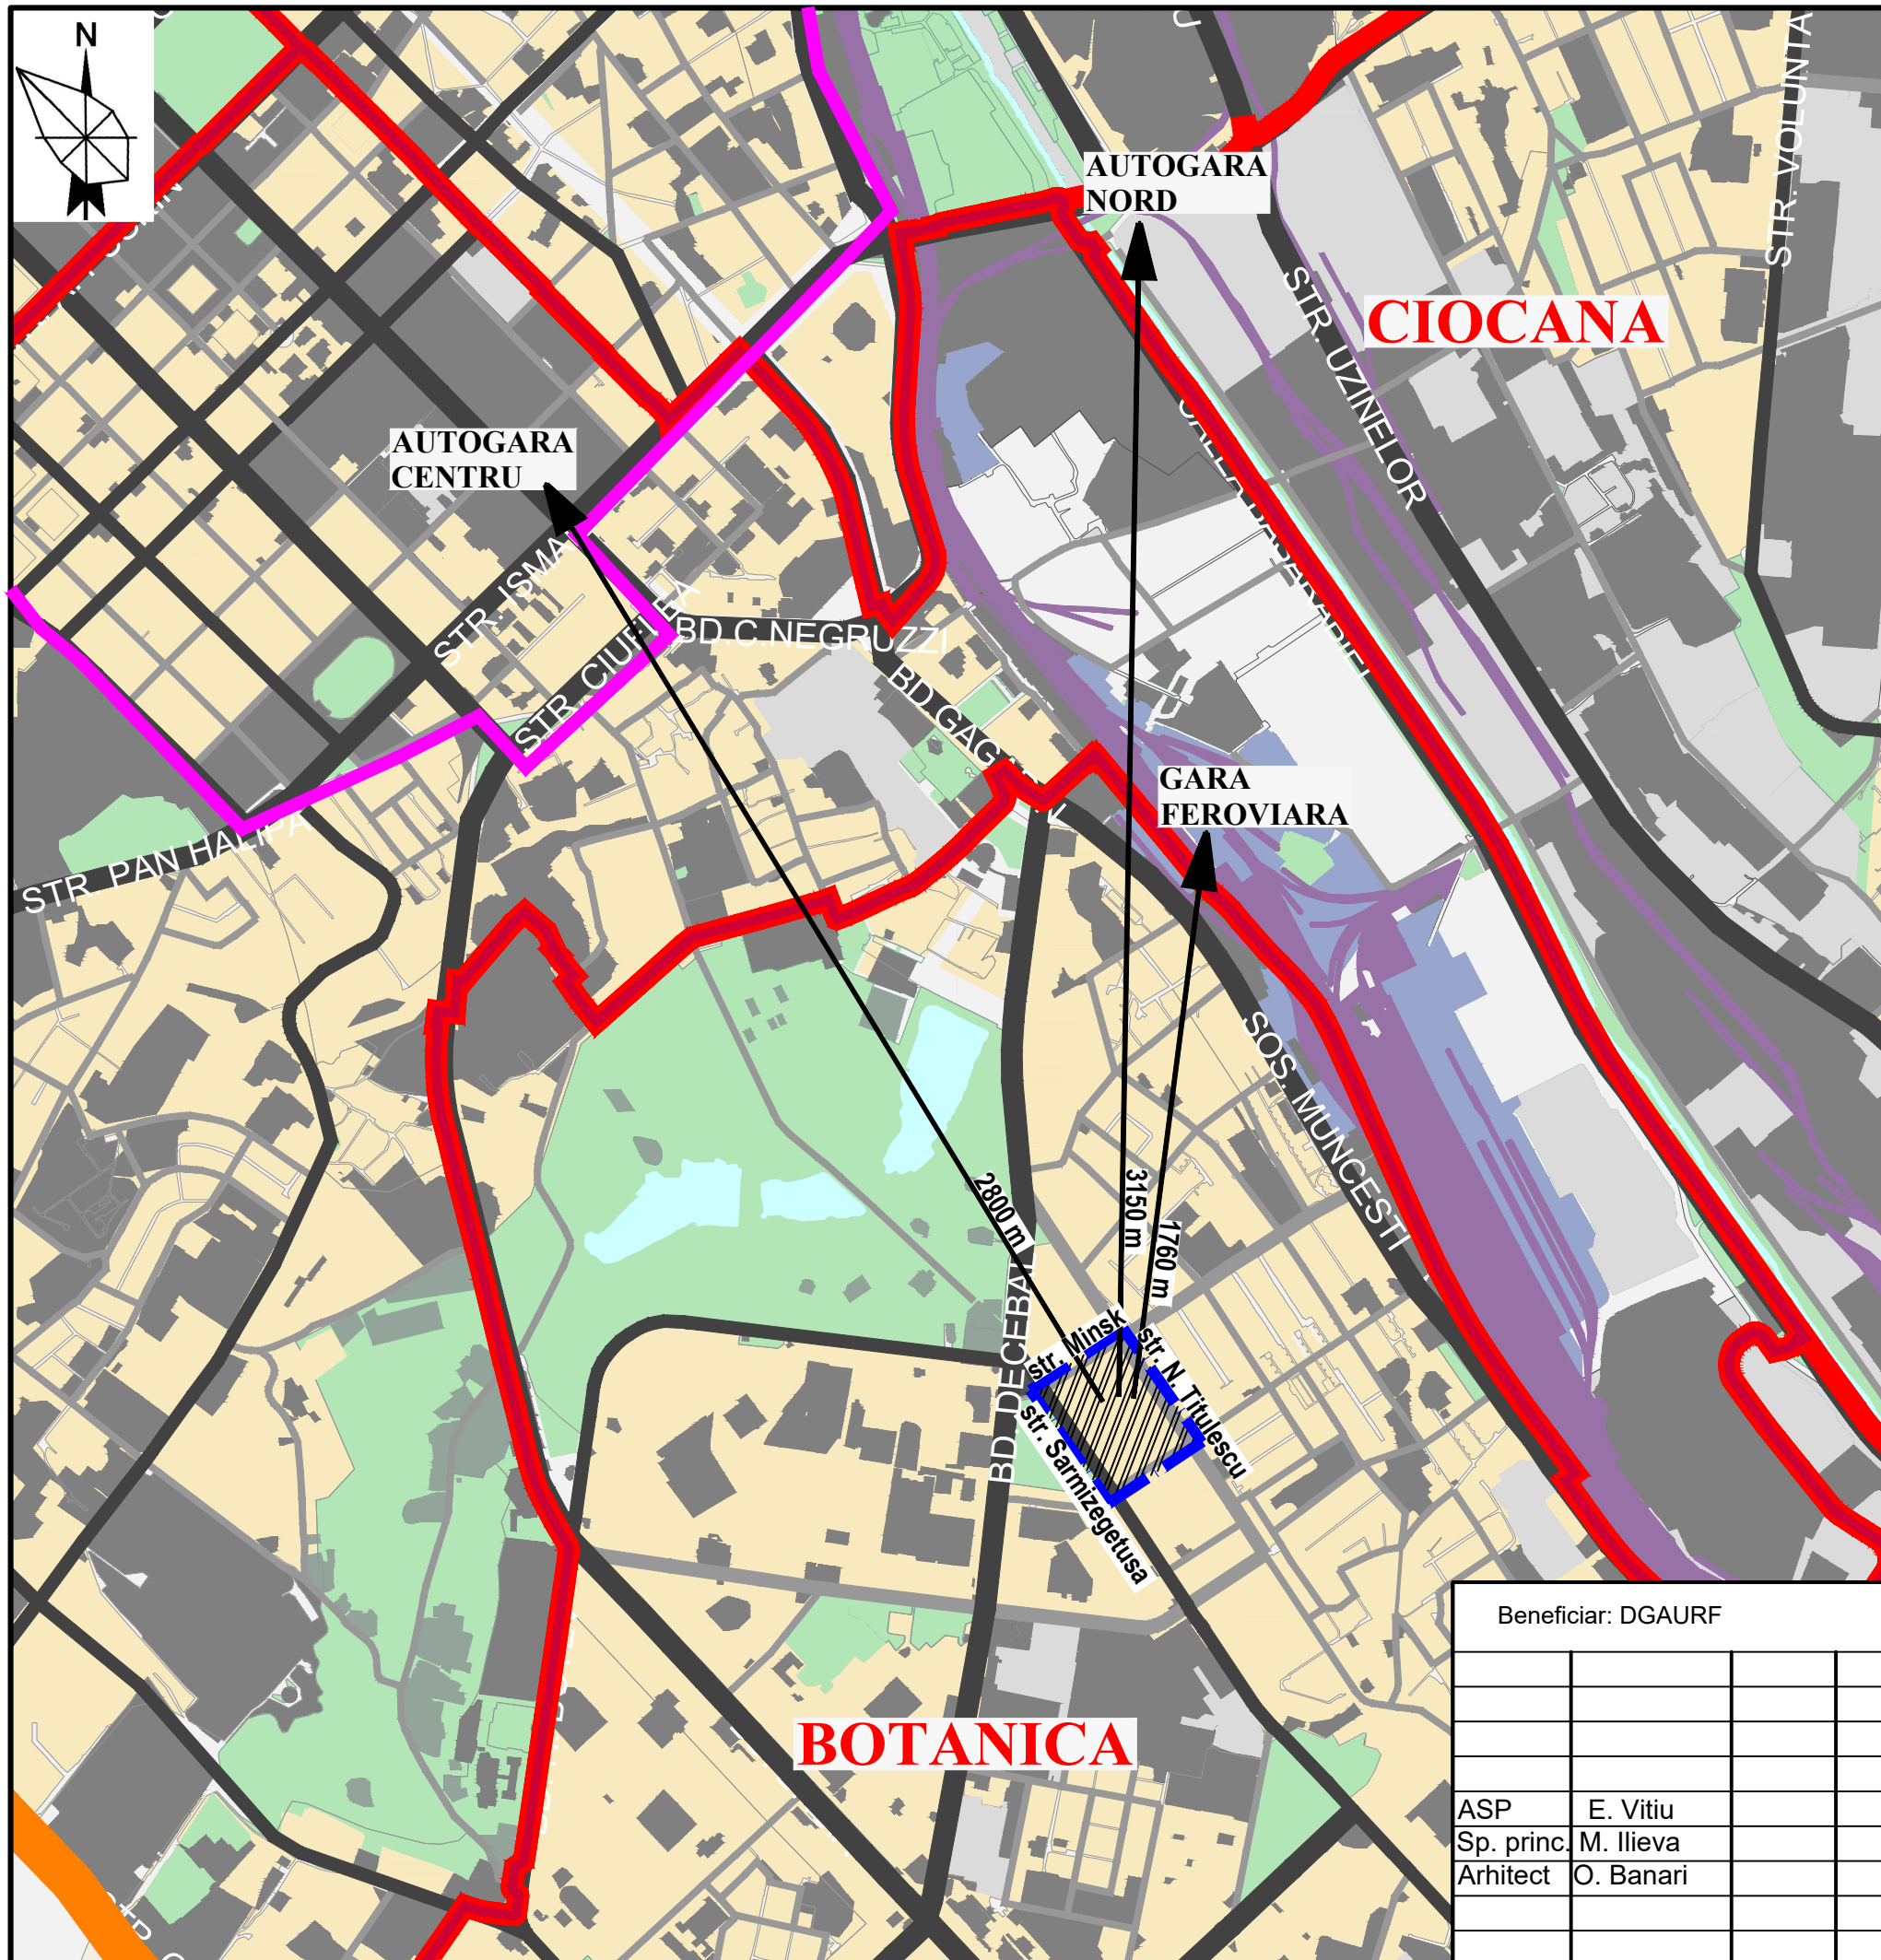 N
AUTOGARA
NORD
STR. VOLUNTA
CIOCANA
STR. UZINELOR
AUTOGARA
CENTRU
STR. ISMA
STR. CIUFLEA
BD.C.NEGRUZZI
BD GAGA
GARA
FEROVIARA
STR. PAN HALIPA
SOS. MUNCESTI
2800 m
3150 m
1760 m
BD. DECEBAL
str. Minsk
str. N. Titulescu
str. Sarmizegetusa
BOTANICA
Beneficiar: DGAURF
ASP E. Vitiu
Sp. princ. M. Ilieva
Arhitect O. Banari